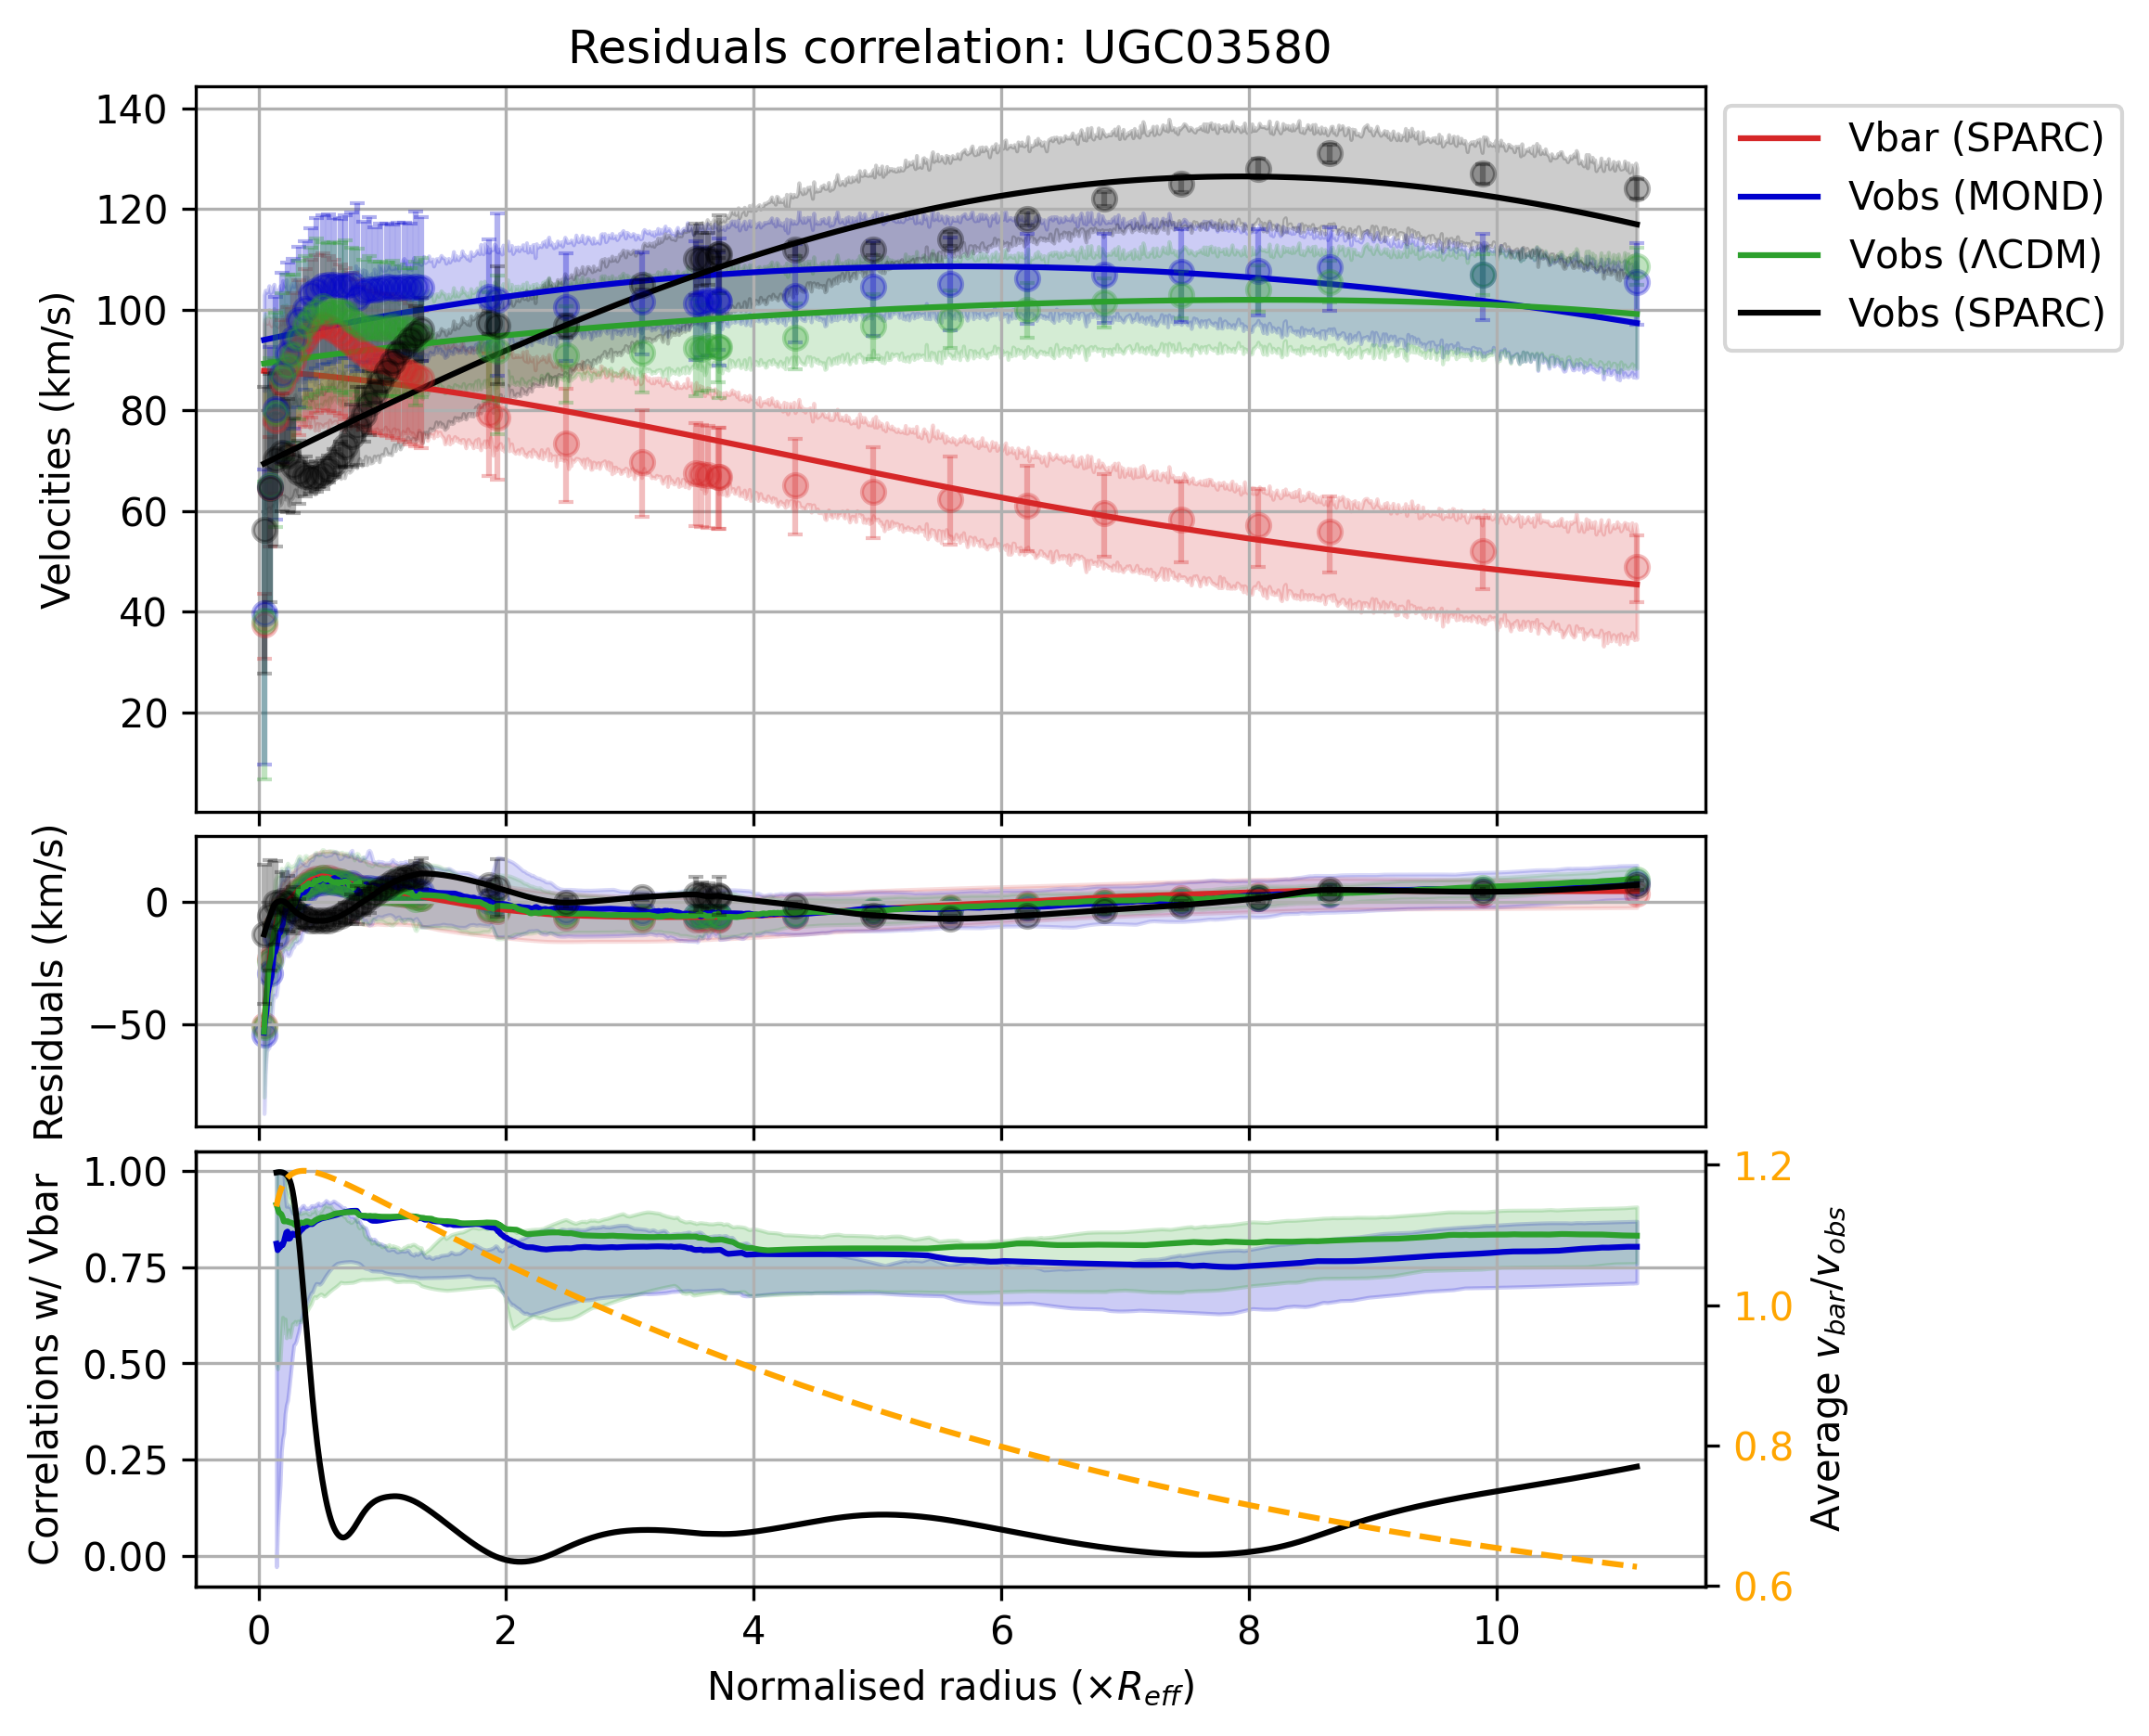 Residuals correlation: UGC03580
140
120
100
80
60
40
20
Velocities (km/s)
Vbar (SPARC)
Vobs (MOND)
Vobs (ΛCDM)
Vobs (SPARC)
0
−50
Residuals (km/s)
1.00
0.75
0.50
0.25
0.00
Correlations w/ Vbar
1.2
1.0
0.8
0.6
Average v_bar/v_obs
0 2 4 6 8 10
Normalised radius (×R_eff)